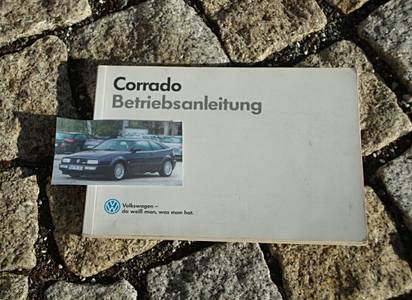 Corrado
Betriebsanleitung
Volkswagen –
da weiß man, was man hat.